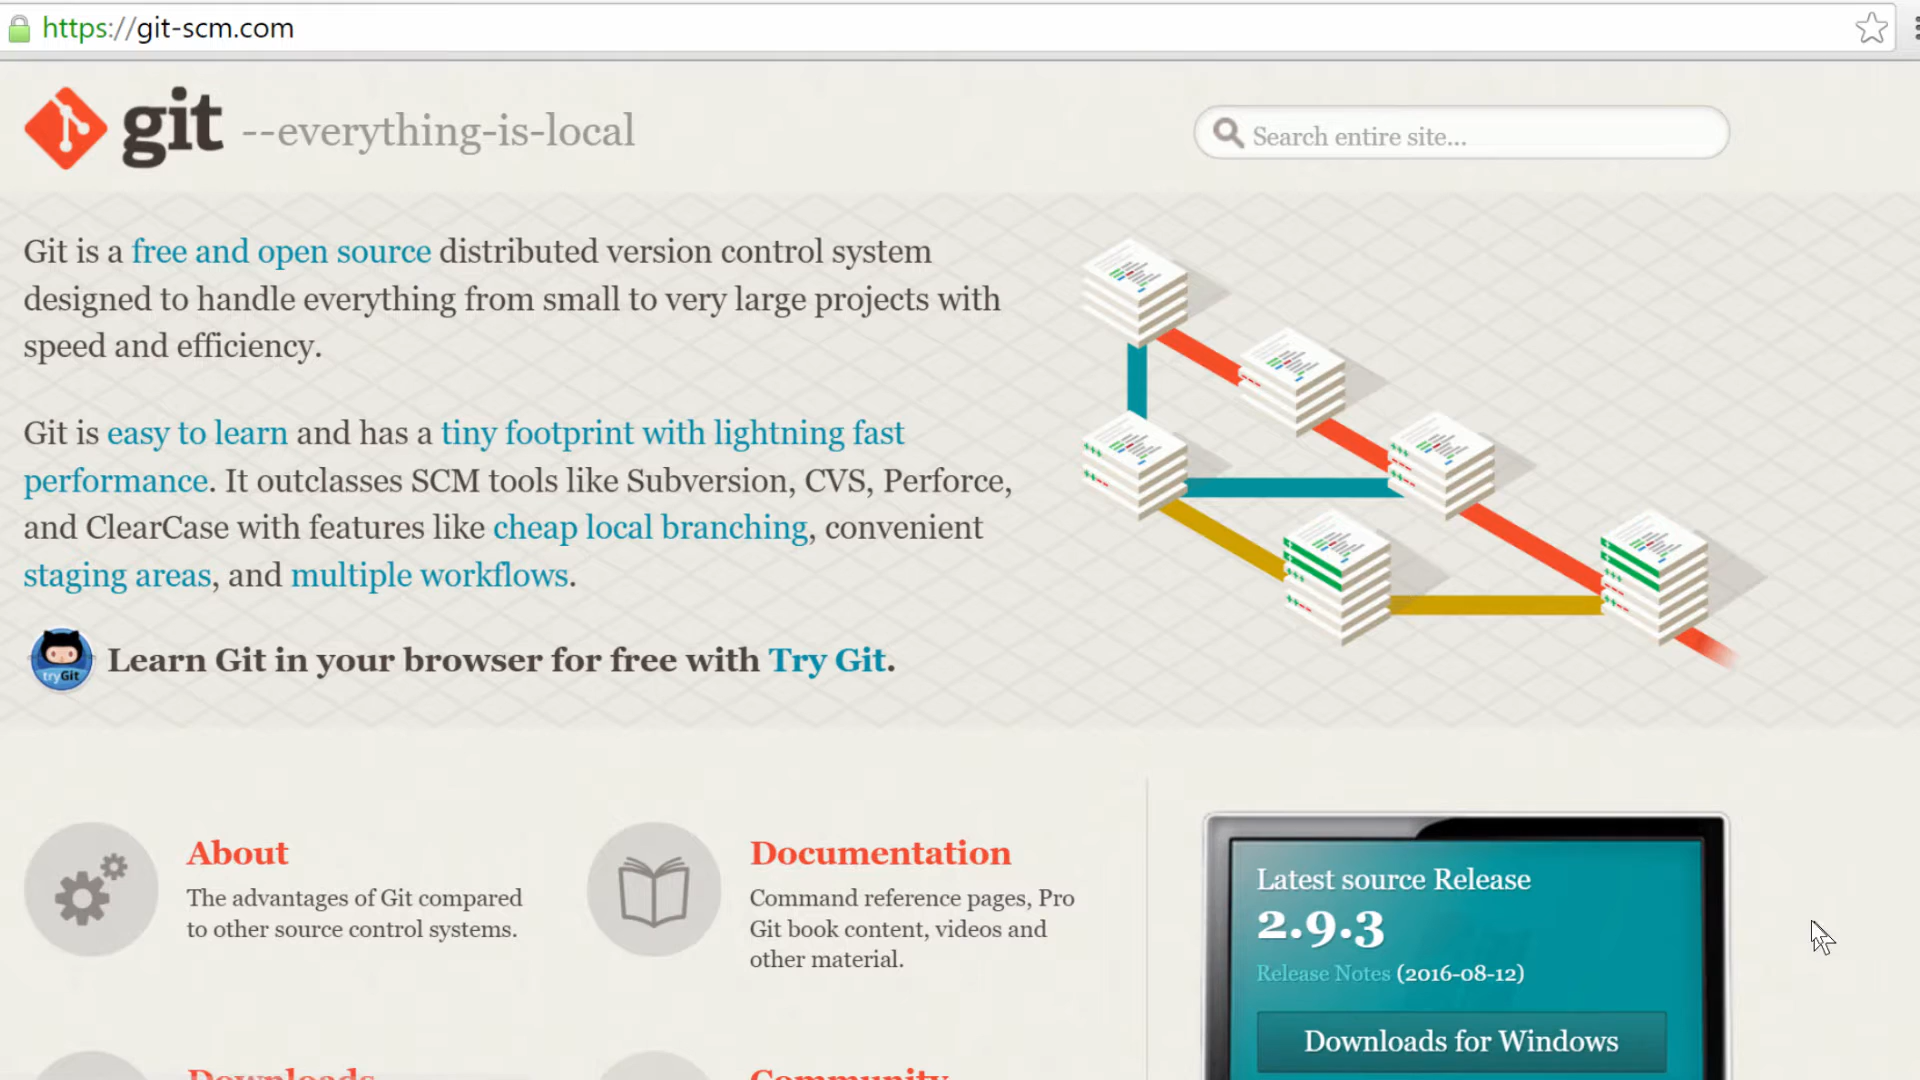 https://git-scm.com
git --everything-is-local
Search entire site...
Git is a free and open source distributed version control system
designed to handle everything from small to very large projects with
speed and efficiency.
Git is easy to learn and has a tiny footprint with lightning fast
performance. It outclasses SCM tools like Subversion, CVS, Perforce,
and ClearCase with features like cheap local branching, convenient
staging areas, and multiple workflows.
tryGit
Learn Git in your browser for free with Try Git.
About
The advantages of Git compared
to other source control systems.
Documentation
Command reference pages, Pro
Git book content, videos and
other material.
Latest source Release
2.9.3
Release Notes (2016-08-12)
Downloads for Windows
Downloads
Community